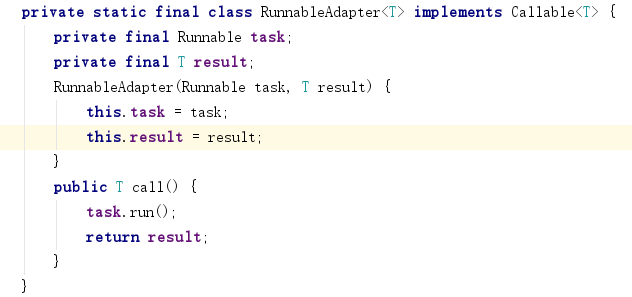 private static final class RunnableAdapter<T> implements Callable<T> {
    private final Runnable task;
    private final T result;
    RunnableAdapter(Runnable task, T result) {
        this.task = task;
        this.result = result;
    }
    public T call() {
        task.run();
        return result;
    }
}